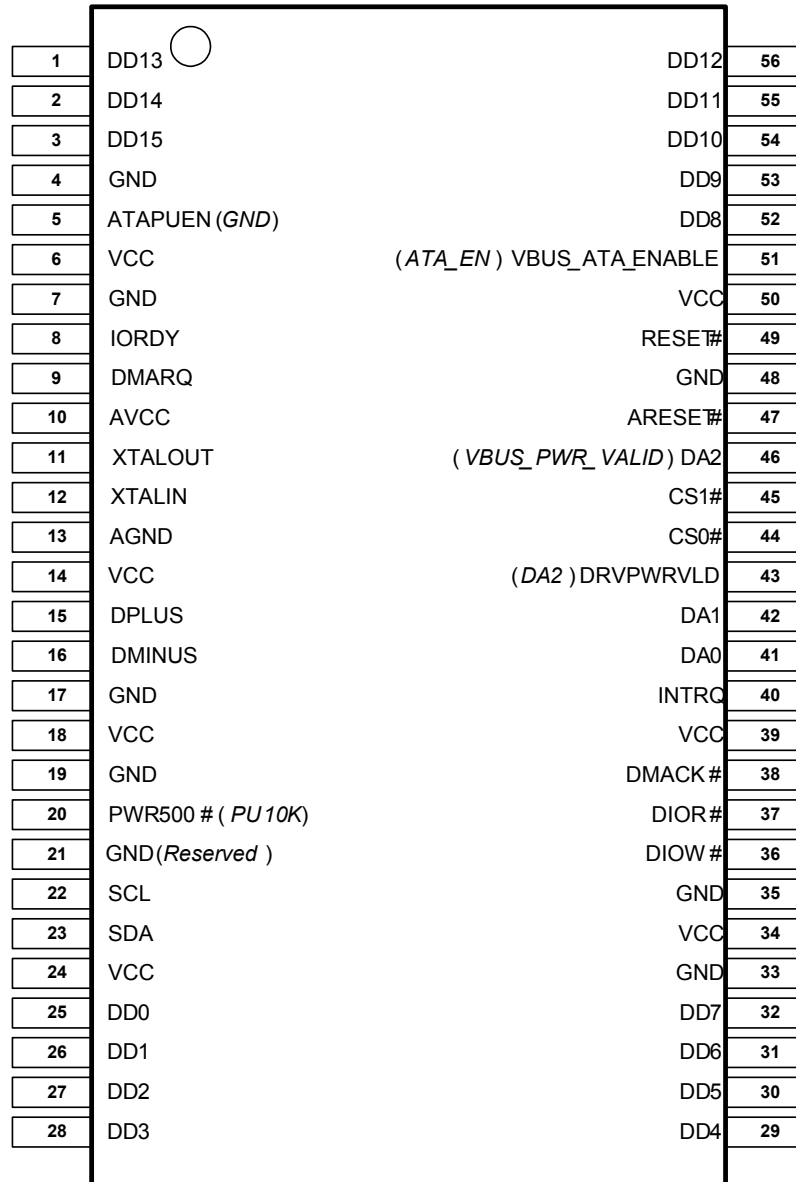 1 DD13 DD12 56
2 DD14 DD11 55
3 DD15 DD10 54
4 GND DD9 53
5 ATAPUEN (GND) DD8 52
6 VCC (ATA_EN) VBUS_ATA_ENABLE 51
7 GND VCC 50
8 IORDY RESET# 49
9 DMARQ GND 48
10 AVCC ARESET# 47
11 XTALOUT (VBUS_PWR_VALID) DA2 46
12 XTALIN CS1# 45
13 AGND CS0# 44
14 VCC (DA2) DRVPWRVLD 43
15 DPLUS DA1 42
16 DMINUS DA0 41
17 GND INTRQ 40
18 VCC VCC 39
19 GND DMACK# 38
20 PWR500# (PU10K) DIOR# 37
21 GND (Reserved) DIOW# 36
22 SCL GND 35
23 SDA VCC 34
24 VCC GND 33
25 DD0 DD7 32
26 DD1 DD6 31
27 DD2 DD5 30
28 DD3 DD4 29